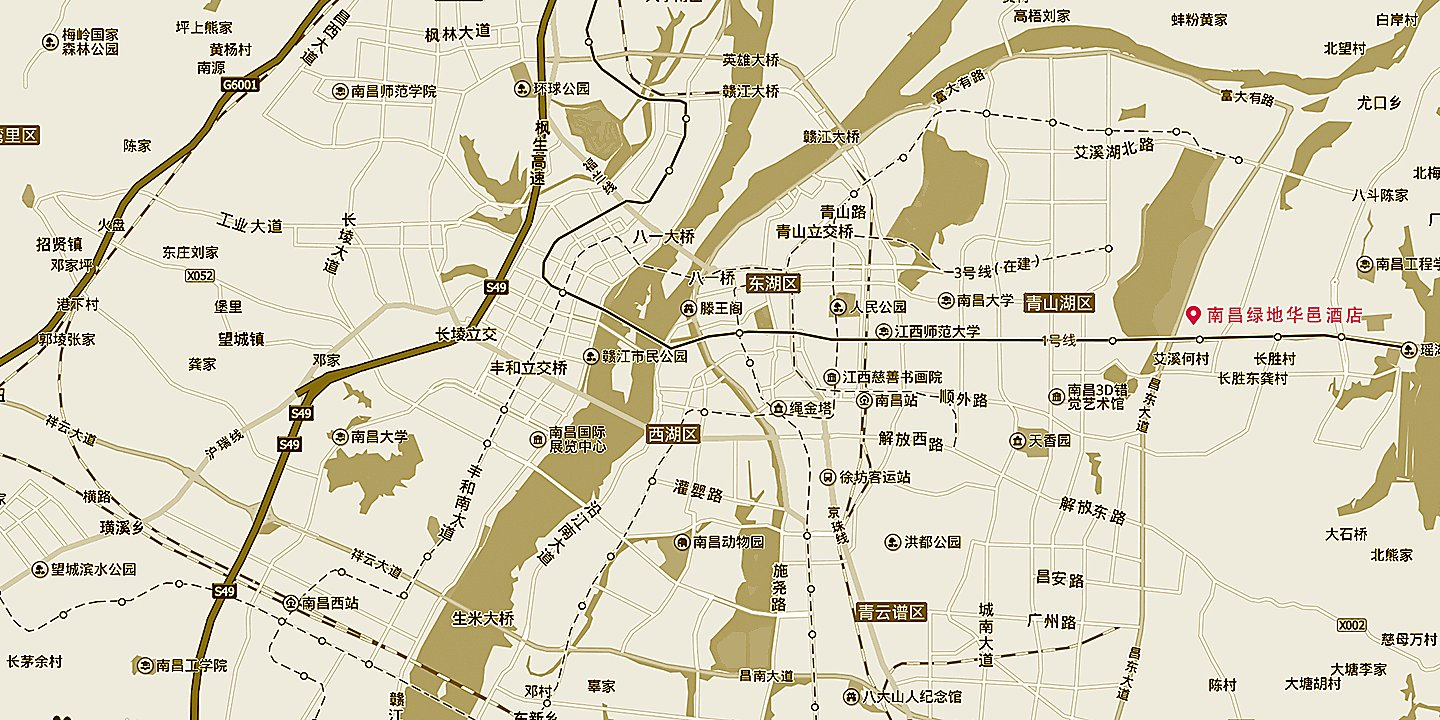 梅岭国家
森林公园
坪上熊家
黄杨村
南源
G6001
昌西大道
枫林大道
南昌师范学院
环球公园
英雄大桥
赣江大桥
高梧刘家
蚌粉黄家
白岸村
北望村
富大有路
富大有路
尤口乡
陈家
枫生高速
福州线
赣江大桥
艾溪湖北路
八斗陈家
火盘
工业大道
长堎大道
招贤镇
邓家坪
东庄刘家
X052
港下村
堡里
郭堎张家
望城镇
龚家
邓家
S49
长堎立交
八一大桥
八一桥
青山路
青山立交桥
东湖区
滕王阁
人民公园
3号线(在建)
南昌大学
青山湖区
江西师范大学
1号线
南昌绿地华邑酒店
南昌工程学
丰和立交桥
赣江市民公园
江西慈善书画院
绳金塔
南昌站
顺外路
南昌3D错
觉艺术馆
艾溪何村
长胜村
长胜东龚村
昌东大道
祥云大道
沪瑞线
S49
S49
南昌大学
南昌国际
展览中心
西湖区
解放西路
天香园
徐坊客运站
丰和南大道
灌婴路
沿江南大道
京珠线
解放东路
横路
璜溪乡
大石桥
北熊家
望城滨水公园
祥云大道
南昌动物园
洪都公园
S49
南昌西站
生米大桥
施尧路
昌安路
青云谱区
城南大道
广州路
X002
慈母万村
长茅余村
南昌工学院
昌南大道
昌东大道
大塘李家
大塘胡村
陈村
邓村
辜家
八大山人纪念馆